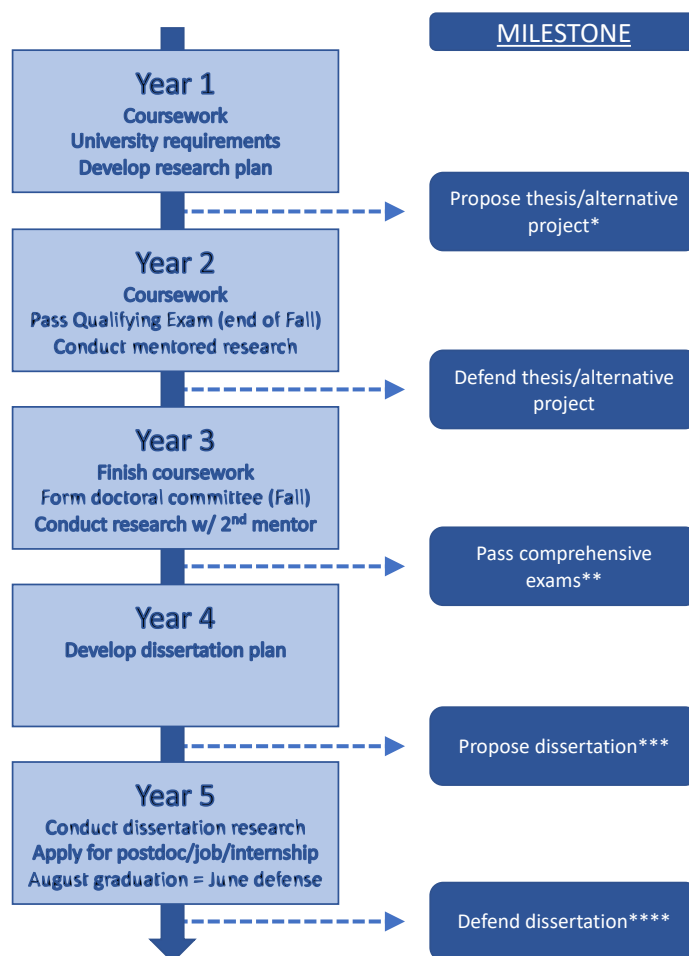 MILESTONE
Year 1
Coursework
University requirements
Develop research plan
Propose thesis/alternative
project*
Year 2
Coursework
Pass Qualifying Exam (end of Fall)
Conduct mentored research
Defend thesis/alternative
project
Year 3
Finish coursework
Form doctoral committee (Fall)
Conduct research w/ 2nd mentor
Pass comprehensive
exams**
Year 4
Develop dissertation plan
Propose dissertation***
Year 5
Conduct dissertation research
Apply for postdoc/job/internship
August graduation = June defense
Defend dissertation****